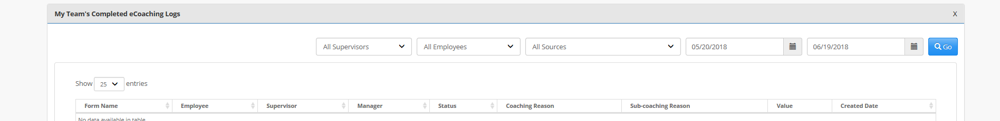 My Team's Completed eCoaching Logs X
All Supervisors All Employees All Sources 05/20/2018 06/19/2018 Go
Show 25 entries
Form Name Employee Supervisor Manager Status Coaching Reason Sub-coaching Reason Value Created Date
No data available in table